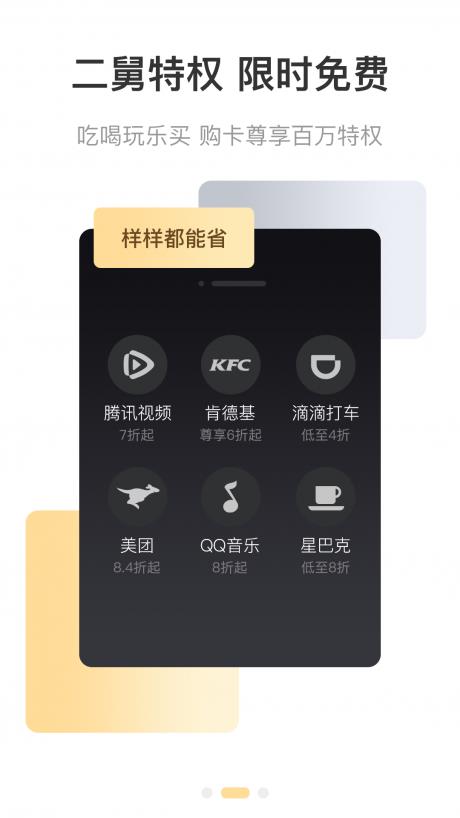 二舅特权 限时免费
吃喝玩乐买 购卡尊享百万特权
样样都能省
KFC
腾讯视频 肯德基 滴滴打车
7折起 尊享6折起 低至4折
美团 QQ音乐 星巴克
8.4折起 8折起 低至8折